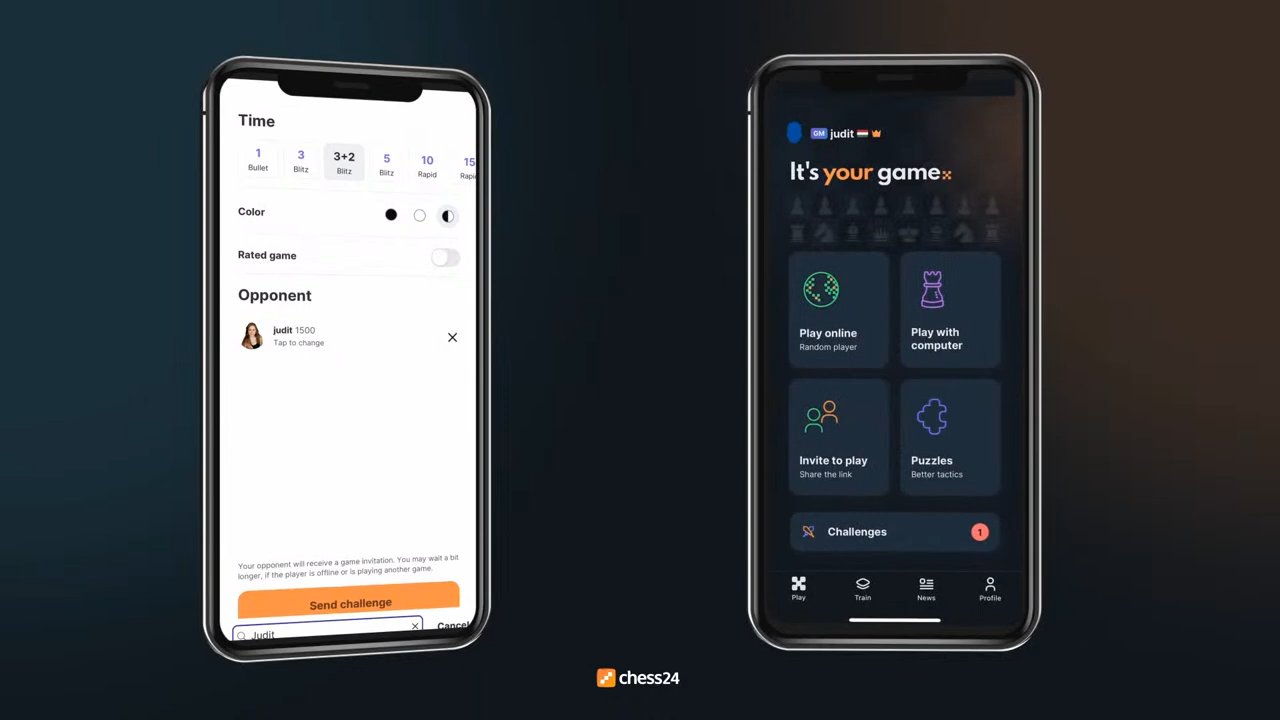 Time
1
Bullet
3
Blitz
3+2
Blitz
5
Blitz
10
Rapid
15
Color
Rated game
Opponent
judit 1500
Tap to change
Your opponent will receive a game invitation. You may wait a bit
longer, if the player is offline or is playing another game.
Send challenge
Judit
Cancel
GM judit
It's your game
Play online
Random player
Play with
computer
Invite to play
Share the link
Puzzles
Better tactics
Challenges
1
Play
Train
News
Profile
chess24